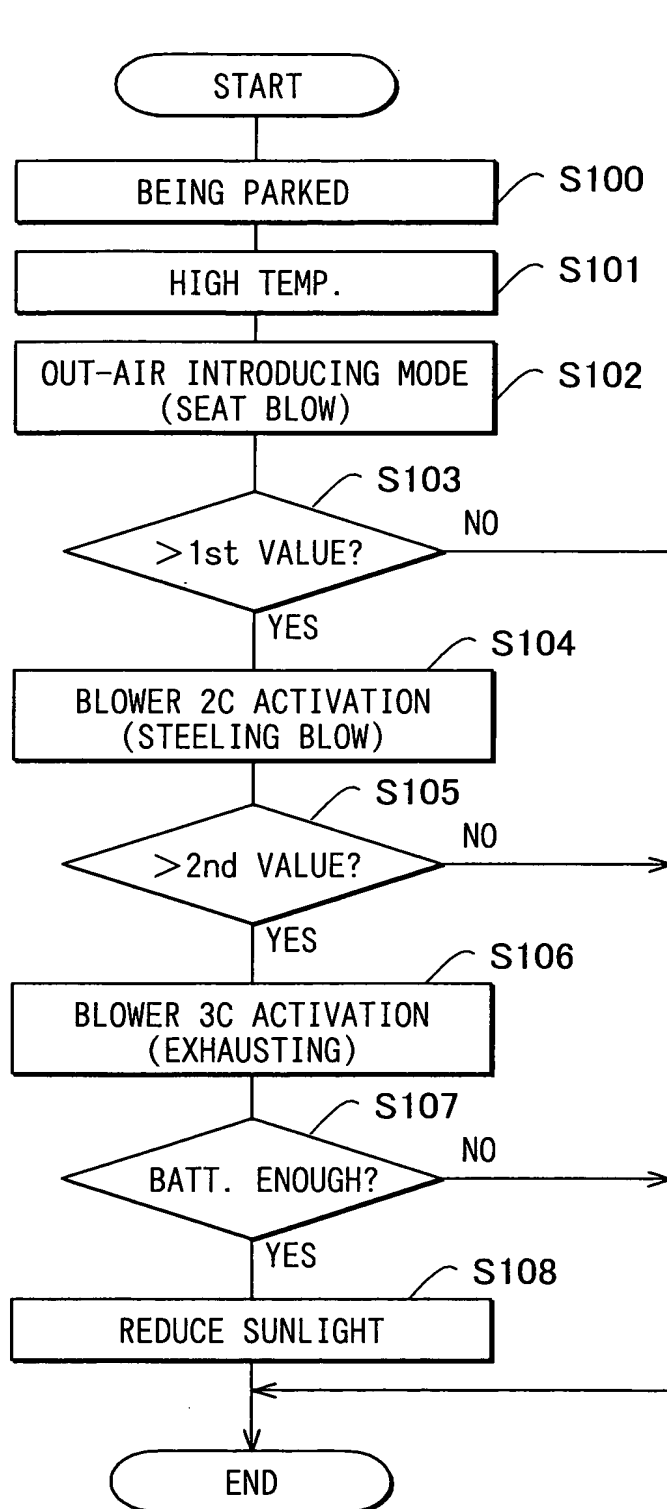 START
BEING PARKED
S100
HIGH TEMP.
S101
OUT-AIR INTRODUCING MODE
(SEAT BLOW)
S102
S103
>1st VALUE?
NO
YES
S104
BLOWER 2C ACTIVATION
(STEELING BLOW)
S105
>2nd VALUE?
NO
YES
S106
BLOWER 3C ACTIVATION
(EXHAUSTING)
S107
BATT. ENOUGH?
NO
YES
S108
REDUCE SUNLIGHT
END